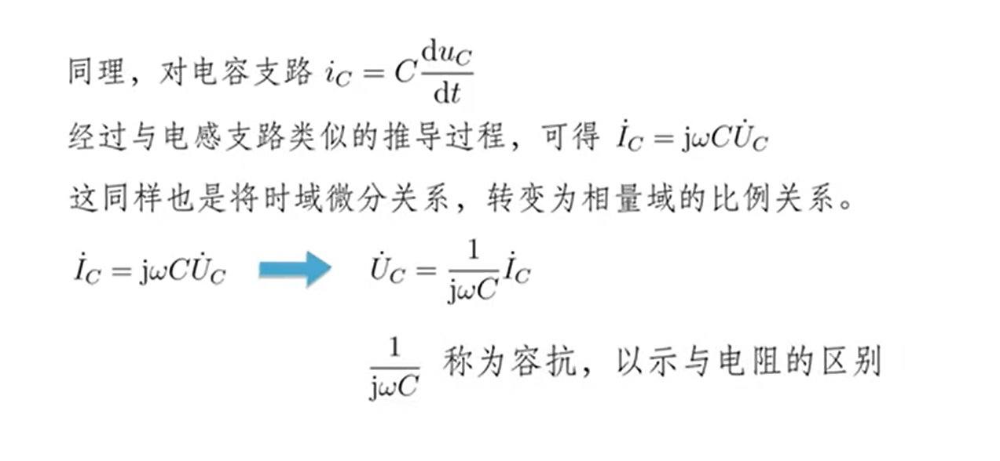 同理，对电容支路 $i_C = C\dfrac{\mathrm{d}u_C}{\mathrm{d}t}$
经过与电感支路类似的推导过程，可得 $\dot{I}_C = \mathrm{j}\omega C\dot{U}_C$
这同样也是将时域微分关系，转变为相量域的比例关系。
$\dot{I}_C = \mathrm{j}\omega C\dot{U}_C$ $\dot{U}_C = \dfrac{1}{\mathrm{j}\omega C}\dot{I}_C$
$\dfrac{1}{\mathrm{j}\omega C}$ 称为容抗，以示与电阻的区别